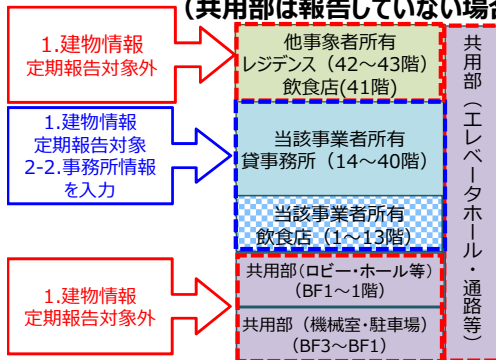 （共用部は報告していない場合
1.建物情報
定期報告対象外
他事象者所有
レジデンス（42～43階）
飲食店(41階)
1.建物情報
定期報告対象
2-2.事務所情報
を入力
当該事業者所有
貸事務所（14～40階）
当該事業者所有
飲食店（1～13階）
1.建物情報
定期報告対象外
共用部（ロビー・ホール等）
（BF1～1階）
共用部（機械室・駐車場）
（BF3～BF1）
共用部（エレベータホール・通路等）